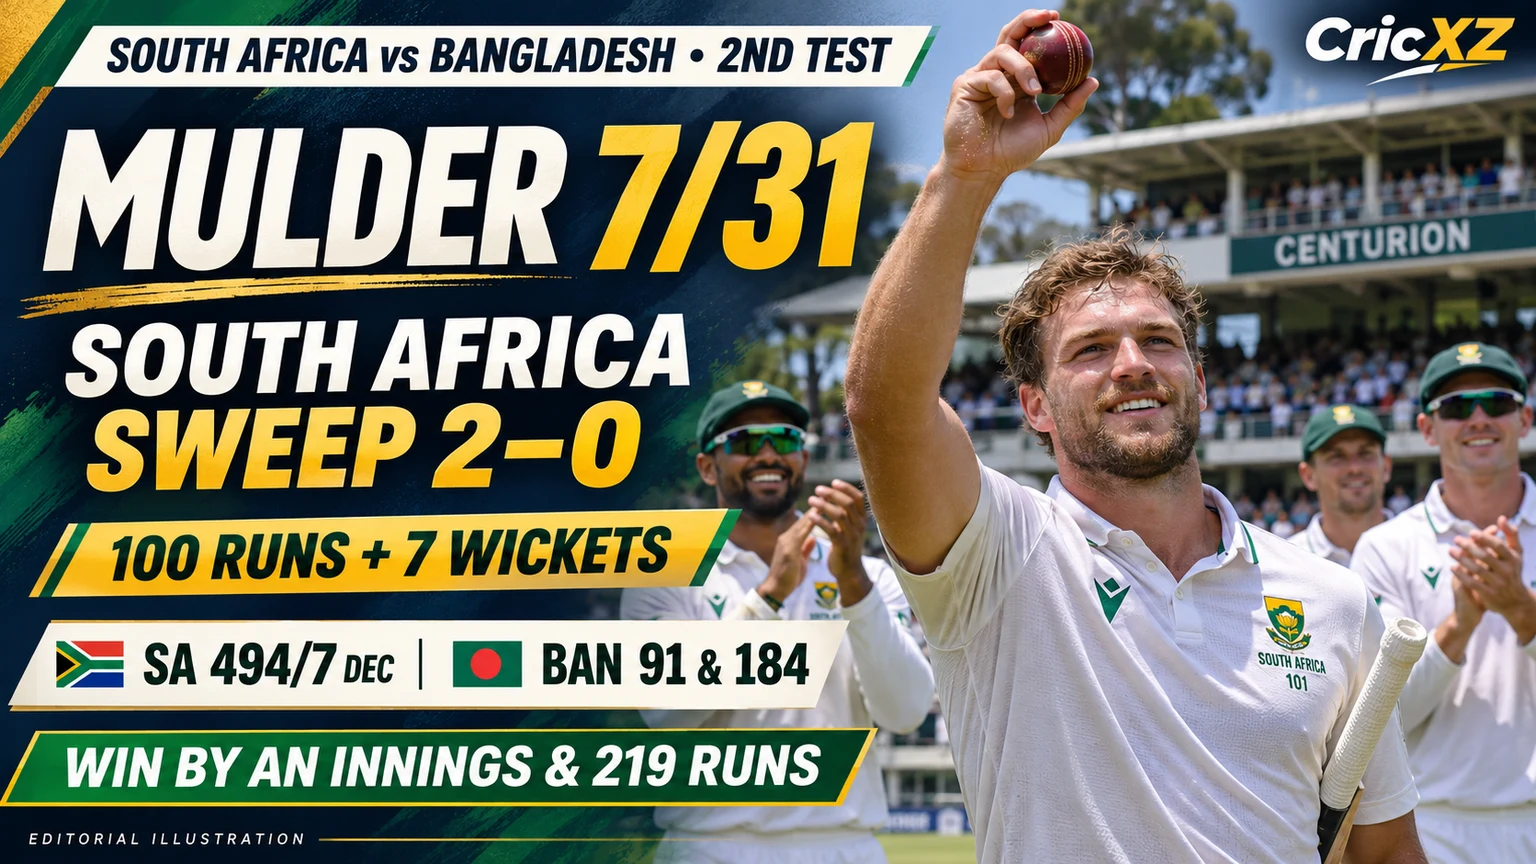 SOUTH AFRICA vs BANGLADESH • 2ND TEST
CricXZ
MULDER 7/31
SOUTH AFRICA
SWEEP 2–0
100 RUNS + 7 WICKETS
SA 494/7 DEC | BAN 91 & 184
WIN BY AN INNINGS & 219 RUNS
EDITORIAL ILLUSTRATION
CENTURION
SOUTH AFRICA
101